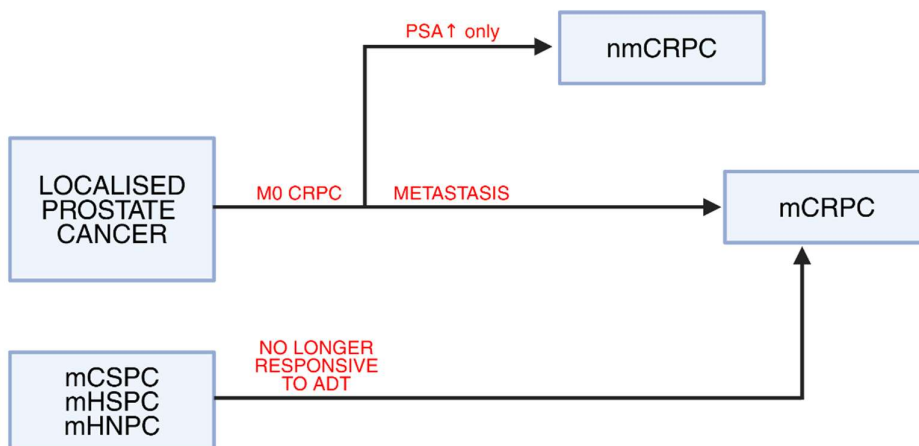 PSA↑ only
nmCRPC
LOCALISED
PROSTATE
CANCER
M0 CRPC
METASTASIS
mCRPC
NO LONGER
RESPONSIVE
TO ADT
mCSPC
mHSPC
mHNPC